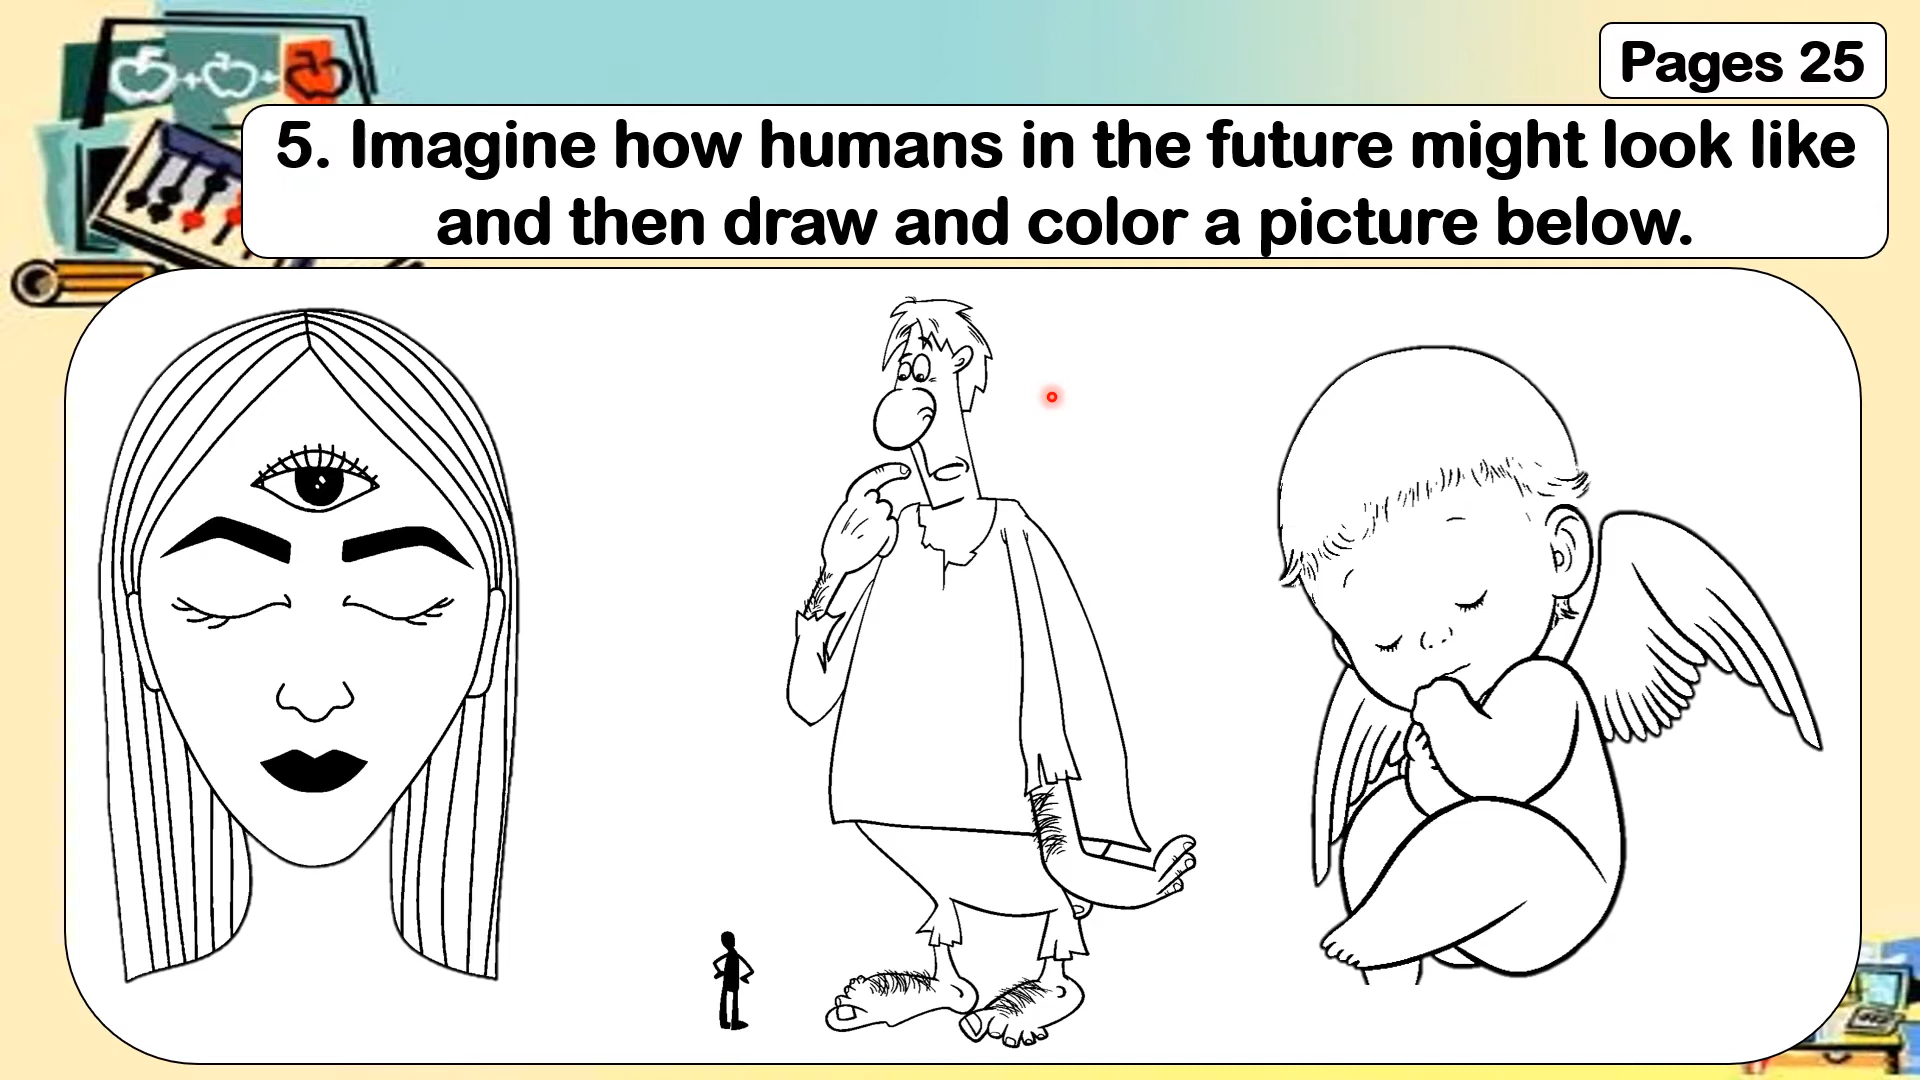 Pages 25
5. Imagine how humans in the future might look like
and then draw and color a picture below.